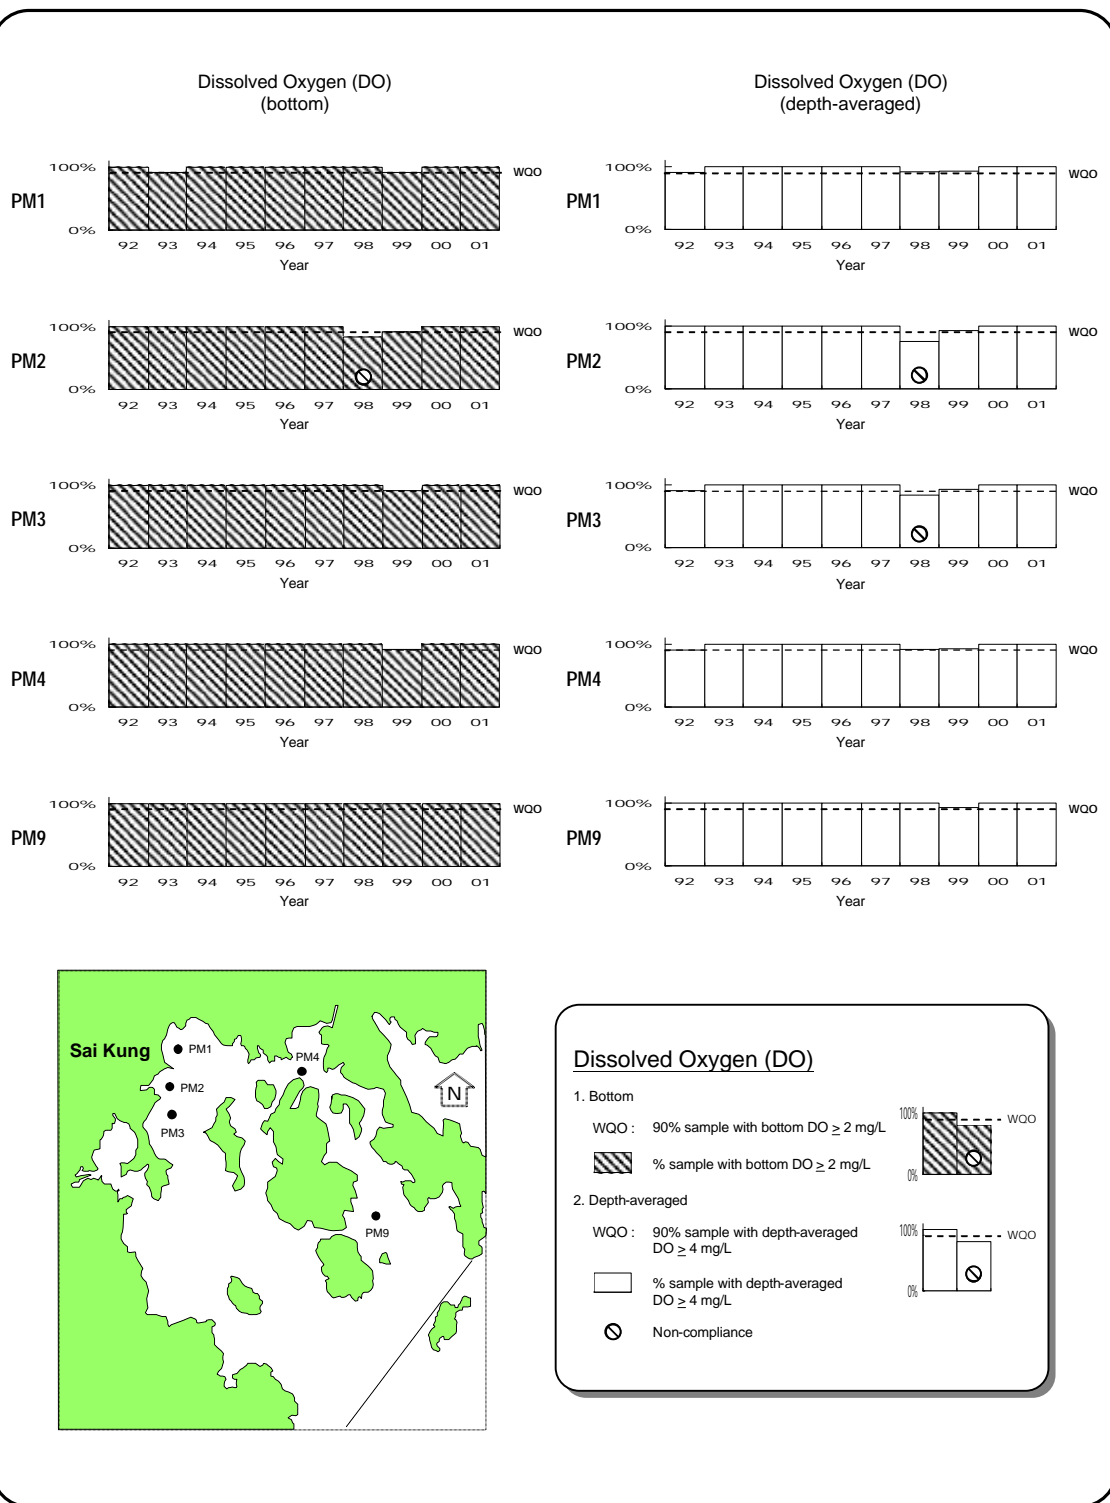 Dissolved Oxygen (DO)
(bottom)
100%
PM1
0%
WQO
92 93 94 95 96 97 98 99 00 01
Year
100%
PM2
0%
WQO
92 93 94 95 96 97 98 99 00 01
Year
100%
PM3
0%
WQO
92 93 94 95 96 97 98 99 00 01
Year
100%
PM4
0%
WQO
92 93 94 95 96 97 98 99 00 01
Year
100%
PM9
0%
WQO
92 93 94 95 96 97 98 99 00 01
Year
Dissolved Oxygen (DO)
(depth-averaged)
100%
PM1
0%
WQO
92 93 94 95 96 97 98 99 00 01
Year
100%
PM2
0%
WQO
92 93 94 95 96 97 98 99 00 01
Year
100%
PM3
0%
WQO
92 93 94 95 96 97 98 99 00 01
Year
100%
PM4
0%
WQO
92 93 94 95 96 97 98 99 00 01
Year
100%
PM9
0%
WQO
92 93 94 95 96 97 98 99 00 01
Year
Sai Kung
PM1
PM4
PM2
PM3
PM9
N
Dissolved Oxygen (DO)
1. Bottom
WQO : 90% sample with bottom DO ≥ 2 mg/L
% sample with bottom DO ≥ 2 mg/L
100%
WQO
0%
2. Depth-averaged
WQO : 90% sample with depth-averaged
DO ≥ 4 mg/L
% sample with depth-averaged
DO ≥ 4 mg/L
100%
WQO
0%
Non-compliance